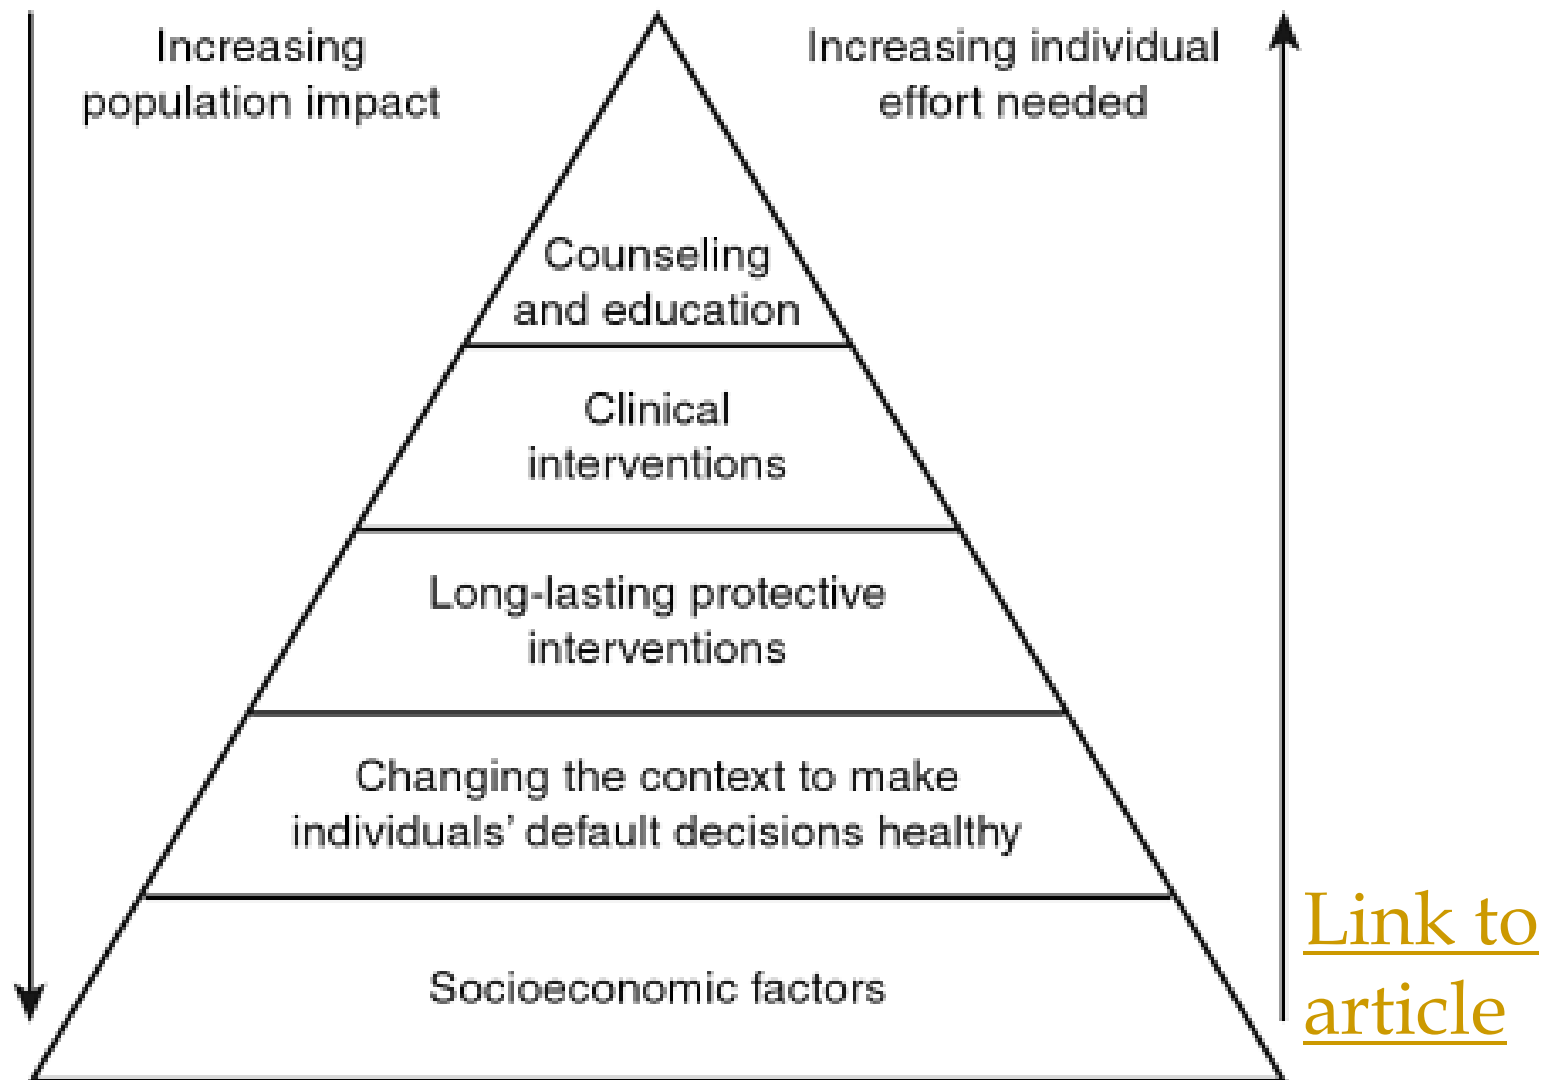 Increasing
population impact
Increasing individual
effort needed
Counseling
and education
Clinical
interventions
Long-lasting protective
interventions
Changing the context to make
individuals’ default decisions healthy
Socioeconomic factors
Link to
article